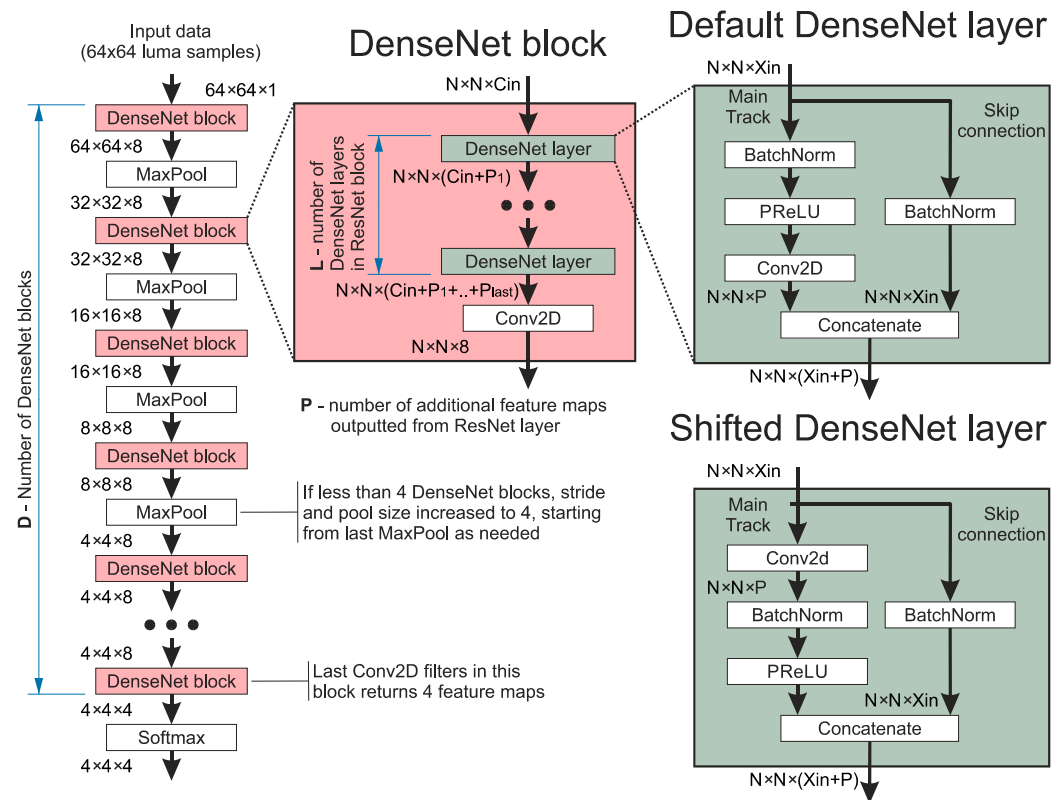 Input data
(64x64 luma samples)
64×64×1
DenseNet block
64×64×8
MaxPool
32×32×8
DenseNet block
32×32×8
MaxPool
16×16×8
DenseNet block
16×16×8
MaxPool
8×8×8
DenseNet block
8×8×8
MaxPool
4×4×8
DenseNet block
4×4×8
4×4×8
DenseNet block
4×4×4
Softmax
4×4×4
D - Number of DenseNet blocks
If less than 4 DenseNet blocks, stride
and pool size increased to 4, starting
from last MaxPool as needed
Last Conv2D filters in this
block returns 4 feature maps
DenseNet block
N×N×Cin
DenseNet layer
N×N×(Cin+P1)
L - number of
DenseNet layers
in ResNet block
DenseNet layer
N×N×(Cin+P1+..+Plast)
Conv2D
N×N×8
P - number of additional feature maps
outputted from ResNet layer
Default DenseNet layer
N×N×Xin
Main
Track
Skip
connection
BatchNorm
PReLU
BatchNorm
Conv2D
N×N×P
N×N×Xin
Concatenate
N×N×(Xin+P)
Shifted DenseNet layer
N×N×Xin
Main
Track
Skip
connection
Conv2d
N×N×P
BatchNorm
BatchNorm
PReLU
N×N×Xin
Concatenate
N×N×(Xin+P)